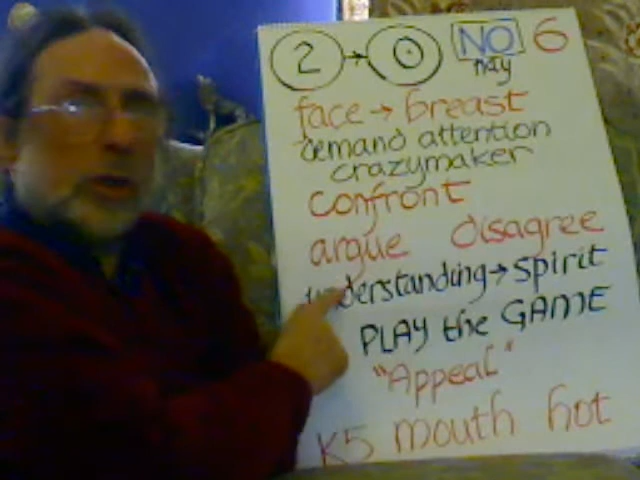 2 → 0 NO 6
nay
face → breast
demand attention
crazymaker
confront
argue disagree
understanding → spirit
PLAY the GAME
"Appeal"
K5 mouth hot